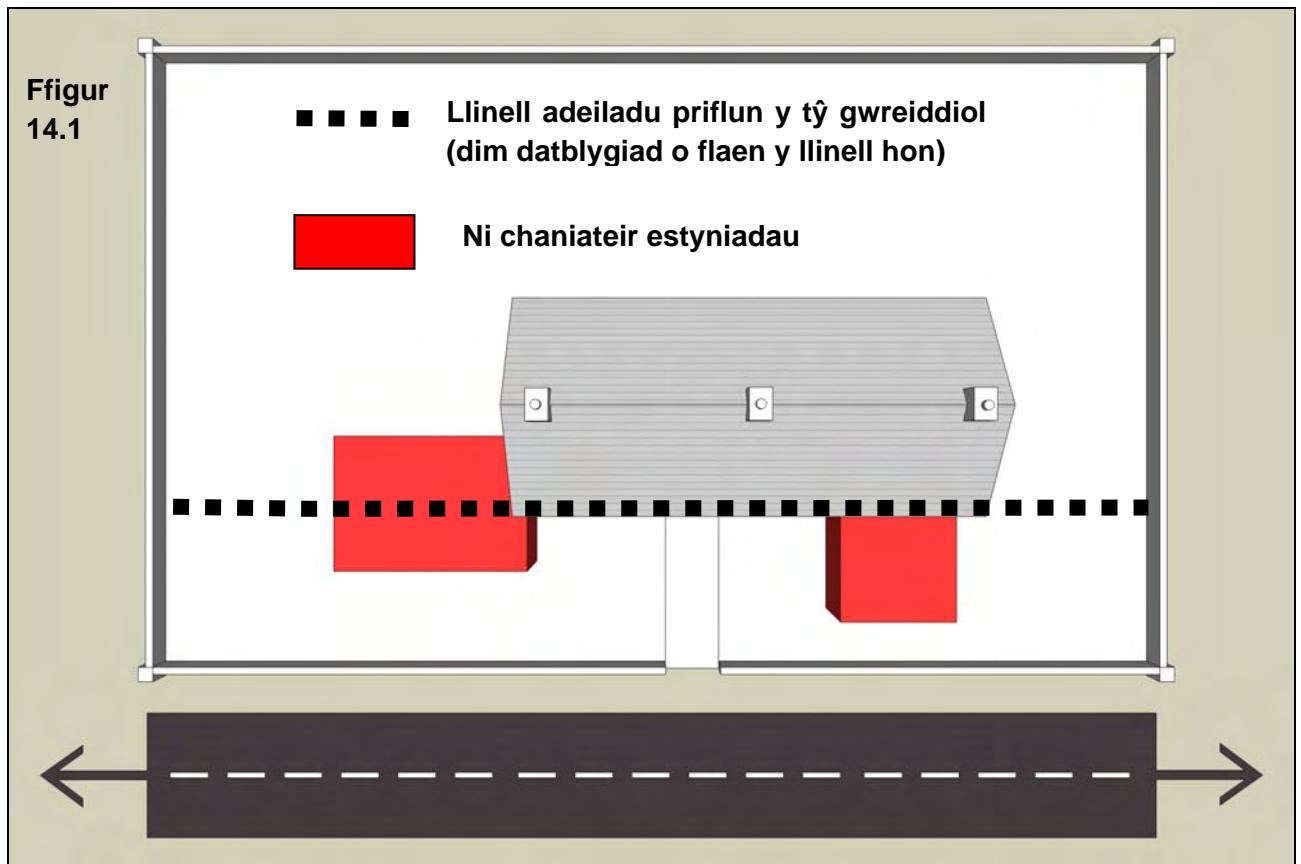 Ffigur
14.1
Llinell adeiladu priflun y tŷ gwreiddiol
(dim datblygiad o flaen y llinell hon)
Ni chaniateir estyniadau